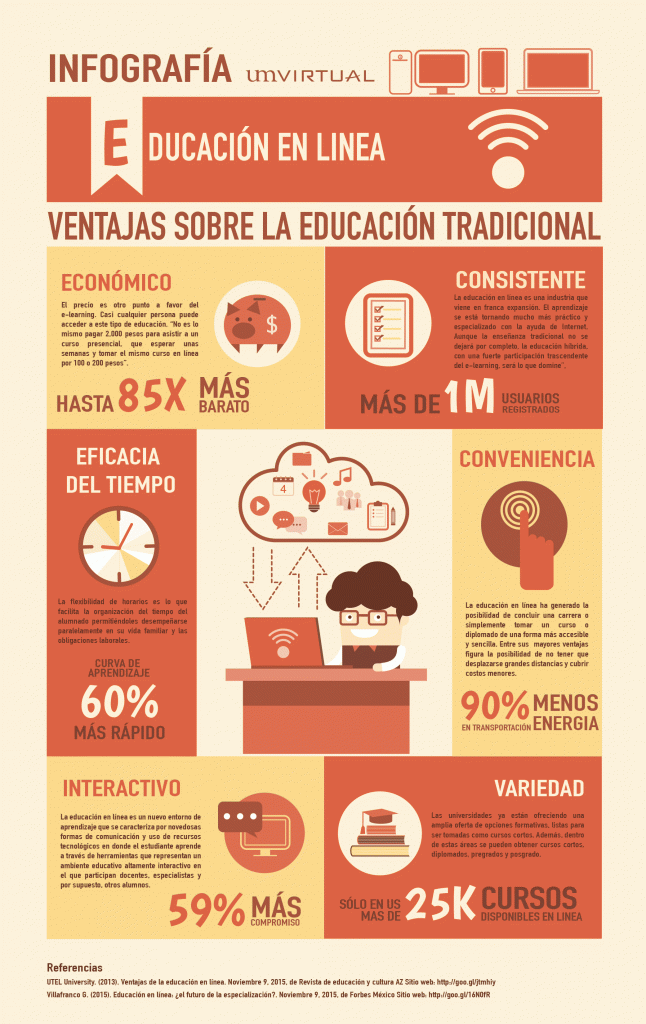 INFOGRAFÍA umVIRTUAL
EDUCACIÓN EN LINEA
VENTAJAS SOBRE LA EDUCACIÓN TRADICIONAL
ECONÓMICO
El precio es otro punto a favor del
e-learning. Casi cualquier persona puede
acceder a este tipo de educación. "No es lo
mismo pagar 2,000 pesos para asistir a un
curso presencial, que esperar unas
semanas y tomar el mismo curso en línea
por 100 o 200 pesos".
HASTA 85X MÁS
BARATO
CONSISTENTE
La educación en línea es una industria que
viene en franca expansión. El aprendizaje
se está tornando mucho más práctico y
especializado con la ayuda de Internet.
Aunque la enseñanza tradicional no se
dejará por completo, la educación híbrida,
con una fuerte participación trascendente
del e-learning, será lo que domine".
MÁS DE 1M USUARIOS
REGISTRADOS
EFICACIA
DEL TIEMPO
La flexibilidad de horarios es lo que
facilita la organización del tiempo del
alumnado permitiéndoles desempeñarse
paralelamente en su vida familiar y las
obligaciones laborales.
CURVA DE
APRENDIZAJE
60%
MÁS RÁPIDO
4
CONVENIENCIA
La educación en línea ha generado la
posibilidad de concluir una carrera o
simplemente tomar un curso o
diplomado de una forma más accesible
y sencilla. Entre sus mayores ventajas
figura la posibilidad de no tener que
desplazarse grandes distancias y cubrir
costos menores.
90% MENOS
EN TRANSPORTACIÓN ENERGIA
INTERACTIVO
La educación en línea es un nuevo entorno de
aprendizaje que se caracteriza por novedosas
formas de comunicación y uso de recursos
tecnológicos en donde el estudiante aprende
a través de herramientas que representan un
ambiente educativo altamente interactivo en
el que participan docentes, especialistas y
por supuesto, otros alumnos.
59% MÁS
COMPROMISO
VARIEDAD
Las universidades ya están ofreciendo una
amplia oferta de opciones formativas, listas para
ser tomadas como cursos cortos. Además, dentro
de estas áreas se pueden obtener cursos cortos,
diplomados, pregrados y posgrado.
SÓLO EN US
MAS DE 25K CURSOS
DISPONIBLES EN LINEA
Referencias
UTEL University. (2013). Ventajas de la educación en línea. Noviembre 9, 2015, de Revista de educación y cultura AZ Sitio web: http://goo.gl/jtmhiy
Villafranco G. (2015). Educación en línea: ¿el futuro de la especialización?. Noviembre 9, 2015, de Forbes México Sitio web: http://goo.gl/16N0fR